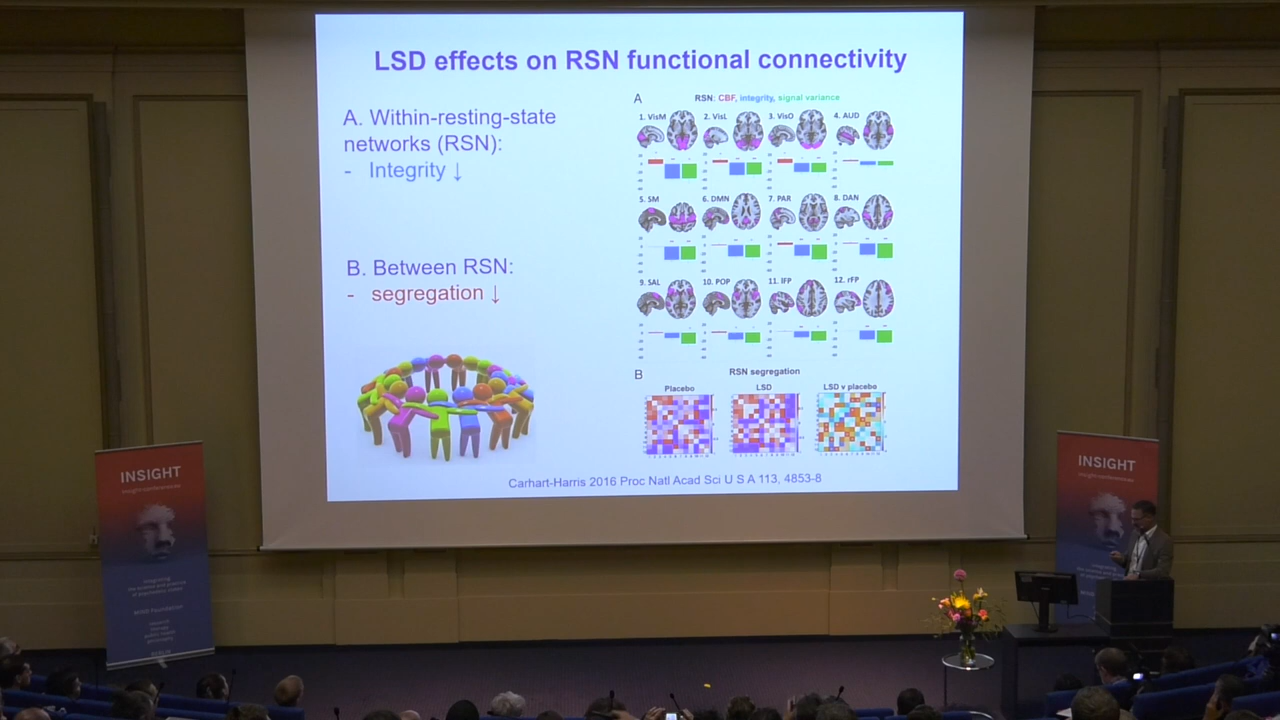 LSD effects on RSN functional connectivity
A. Within-resting-state
networks (RSN):
- Integrity ↓
B. Between RSN:
- segregation ↓
A
RSN: CBF, integrity, signal variance
1. VisM 2. VisL 3. VisO 4. AUD
5. SM 6. DMN 7. PAR 8. DAN
9. SAL 10. POP 11. lFP 12. rFP
B
RSN segregation
Placebo LSD LSD v placebo
Carhart-Harris 2016 Proc Natl Acad Sci U S A 113, 4853-8
INSIGHT
MIND Foundation
BERLIN
INSIGHT